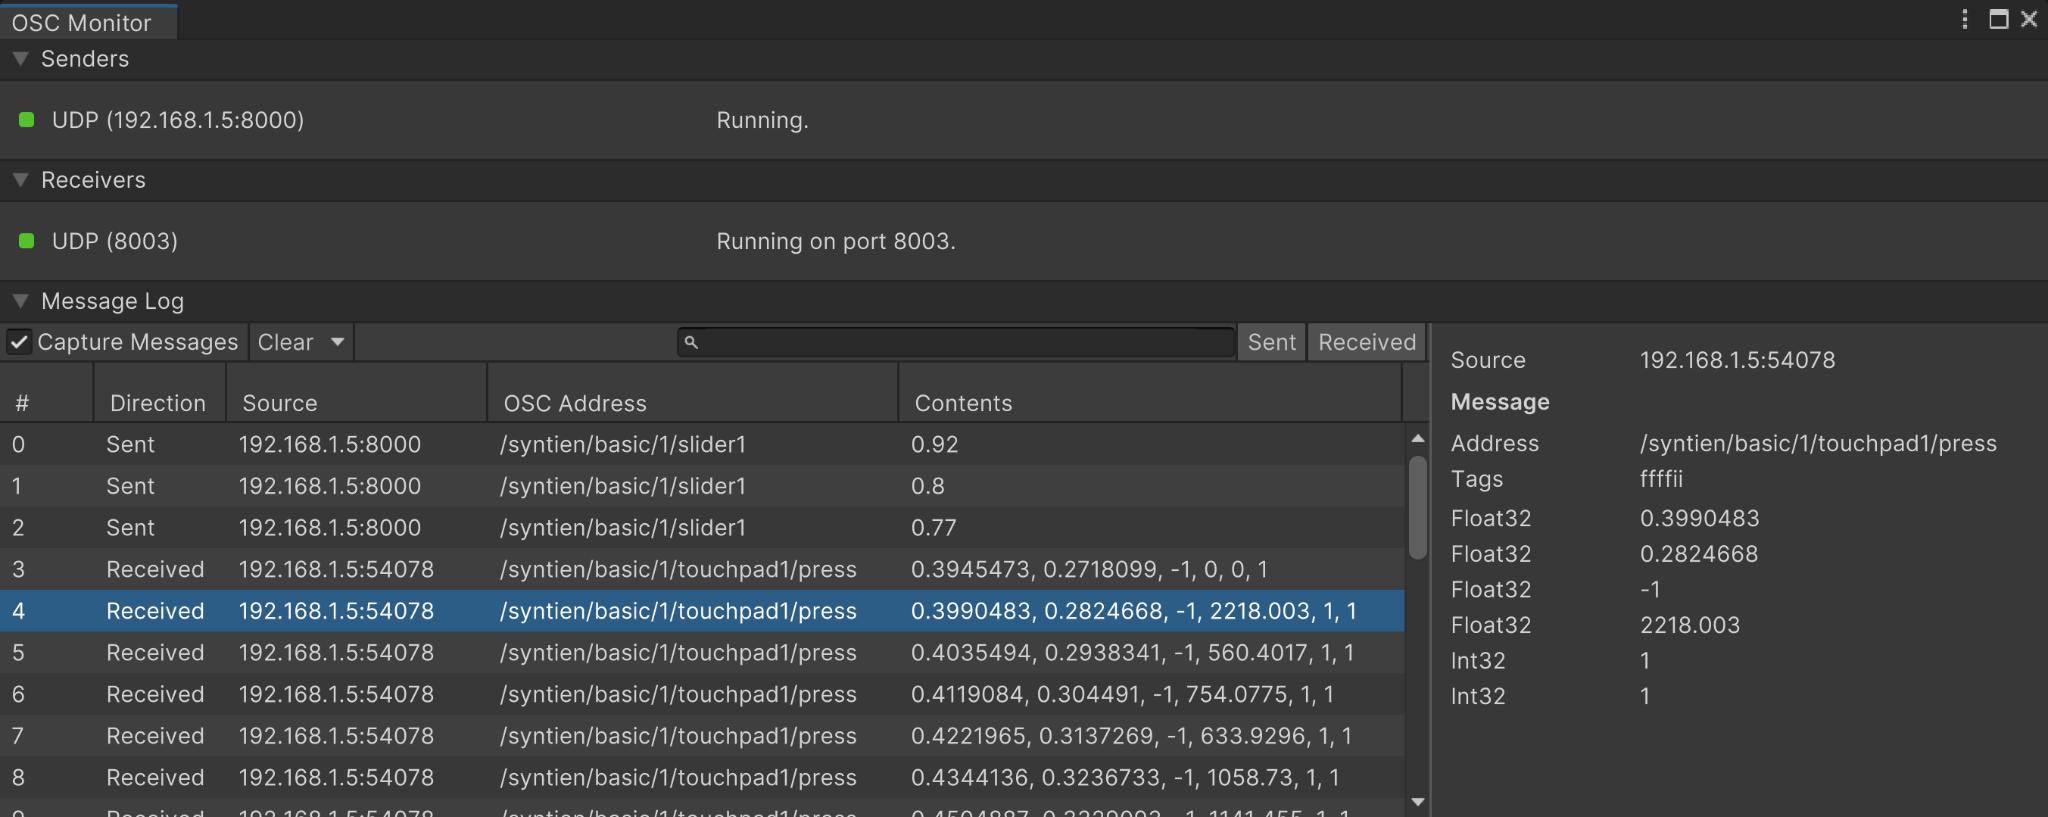 OSC Monitor
Senders
UDP (192.168.1.5:8000) Running.
Receivers
UDP (8003) Running on port 8003.
Message Log
Capture Messages Clear Sent Received
# Direction Source OSC Address Contents
0 Sent 192.168.1.5:8000 /syntien/basic/1/slider1 0.92
1 Sent 192.168.1.5:8000 /syntien/basic/1/slider1 0.8
2 Sent 192.168.1.5:8000 /syntien/basic/1/slider1 0.77
3 Received 192.168.1.5:54078 /syntien/basic/1/touchpad1/press 0.3945473, 0.2718099, -1, 0, 0, 1
4 Received 192.168.1.5:54078 /syntien/basic/1/touchpad1/press 0.3990483, 0.2824668, -1, 2218.003, 1, 1
5 Received 192.168.1.5:54078 /syntien/basic/1/touchpad1/press 0.4035494, 0.2938341, -1, 560.4017, 1, 1
6 Received 192.168.1.5:54078 /syntien/basic/1/touchpad1/press 0.4119084, 0.304491, -1, 754.0775, 1, 1
7 Received 192.168.1.5:54078 /syntien/basic/1/touchpad1/press 0.4221965, 0.3137269, -1, 633.9296, 1, 1
8 Received 192.168.1.5:54078 /syntien/basic/1/touchpad1/press 0.4344136, 0.3236733, -1, 1058.73, 1, 1
Received 192.168.1.5:54078 /syntien/basic/1/touchpad1/press
Source 192.168.1.5:54078
Message
Address /syntien/basic/1/touchpad1/press
Tags ffffii
Float32 0.3990483
Float32 0.2824668
Float32 -1
Float32 2218.003
Int32 1
Int32 1